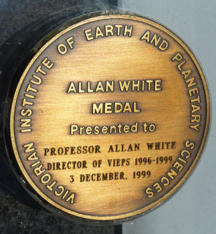 VICTORIAN INSTITUTE OF EARTH AND PLANETARY SCIENCES
ALLAN WHITE
MEDAL
Presented to
PROFESSOR ALLAN WHITE
DIRECTOR OF VIEPS 1996-1999
3 DECEMBER, 1999